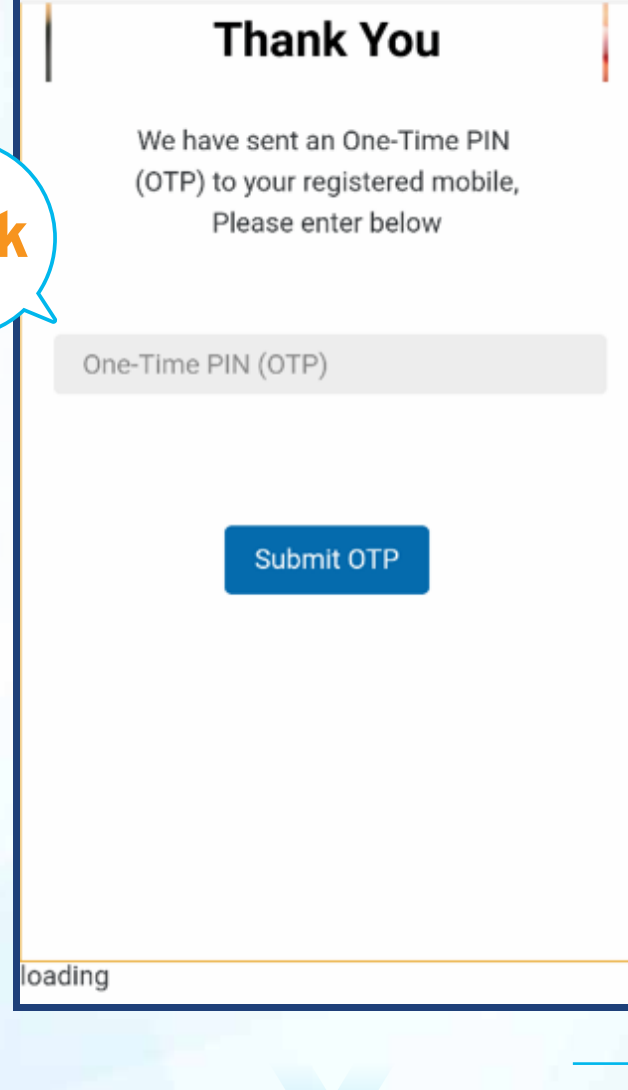 Thank You
We have sent an One-Time PIN
(OTP) to your registered mobile,
Please enter below
k
One-Time PIN (OTP)
Submit OTP
loading